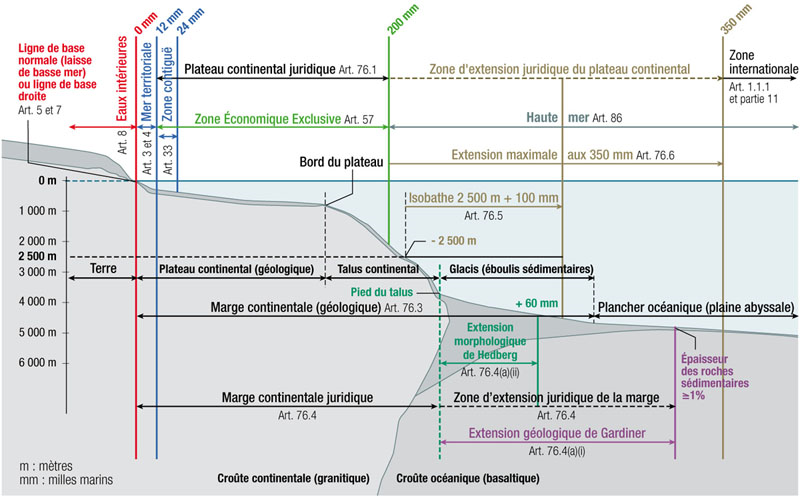 0 mm
12 mm
24 mm
200 mm
350 mm
Ligne de base
normale (laisse
de basse mer)
ou ligne de base
droite
Art. 5 et 7
Eaux intérieures
Art. 8
Mer territoriale
Art. 3 et 4
Zone contiguë
Art. 33
Plateau continental juridique Art. 76.1
Zone d'extension juridique du plateau continental
Zone
internationale
Art. 1.1.1
et partie 11
Zone Économique Exclusive Art. 57
Haute mer Art. 86
Bord du plateau
Extension maximale aux 350 mm Art. 76.6
0 m
1 000 m
2 000 m
2 500 m
3 000 m
4 000 m
5 000 m
6 000 m
Isobathe 2 500 m + 100 mm
Art. 76.5
- 2 500 m
Terre
Plateau continental (géologique)
Talus continental
Glacis (éboulis sédimentaires)
Pied du talus
+ 60 mm
Marge continentale (géologique) Art. 76.3
Plancher océanique (plaine abyssale)
Extension
morphologique
de Hedberg
Art. 76.4(a)(ii)
Épaisseur
des roches
sédimentaires
≥1%
Marge continentale juridique
Art. 76.4
Zone d'extension juridique de la marge
Art. 76.4
Extension géologique de Gardiner
Art. 76.4(a)(i)
m : mètres
mm : milles marins
Croûte continentale (granitique)
Croûte océanique (basaltique)